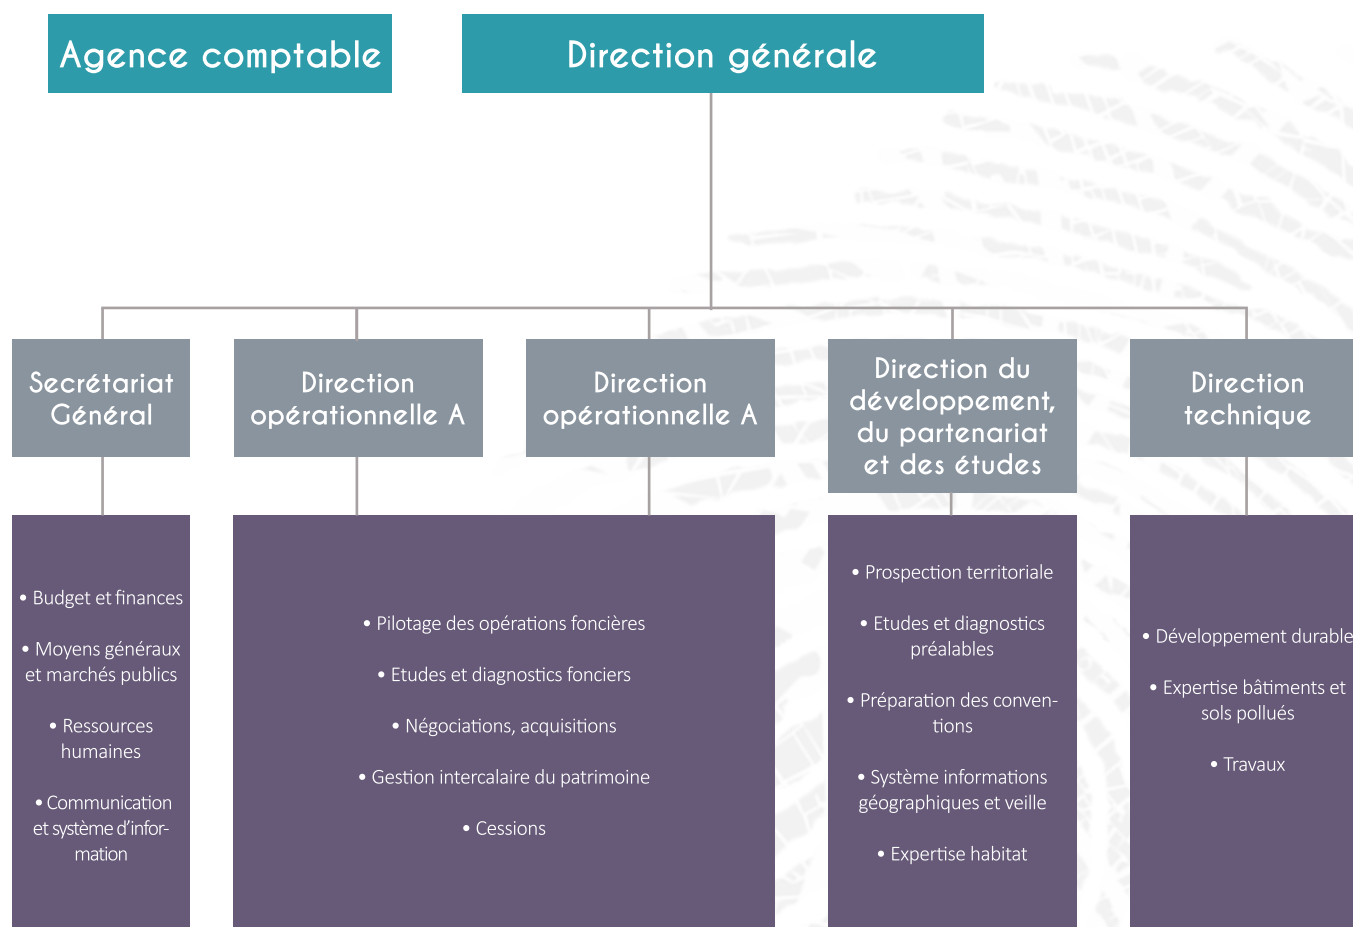 Agence comptable
Direction générale
Secrétariat
Général
Direction
opérationnelle A
Direction
opérationnelle A
Direction du
développement,
du partenariat
et des études
Direction
technique
• Budget et finances
• Moyens généraux
et marchés publics
• Ressources
humaines
• Communication
et système d'infor-
mation
• Pilotage des opérations foncières
• Etudes et diagnostics fonciers
• Négociations, acquisitions
• Gestion intercalaire du patrimoine
• Cessions
• Prospection territoriale
• Etudes et diagnostics
préalables
• Préparation des conven-
tions
• Système informations
géographiques et veille
• Expertise habitat
• Développement durable
• Expertise bâtiments et
sols pollués
• Travaux